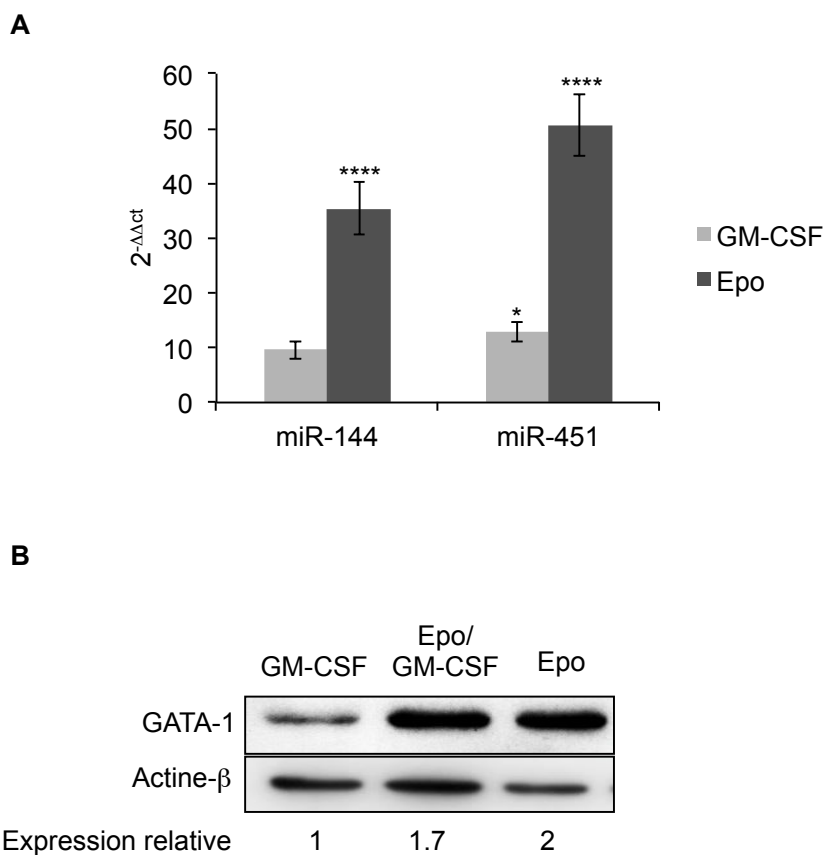 A
60
50
40
30
20
10
0
2-ΔΔct
****
*
****
miR-144
miR-451
GM-CSF
Epo
B
GM-CSF
Epo/
GM-CSF
Epo
GATA-1
Actine-β
Expression relative 1 1.7 2